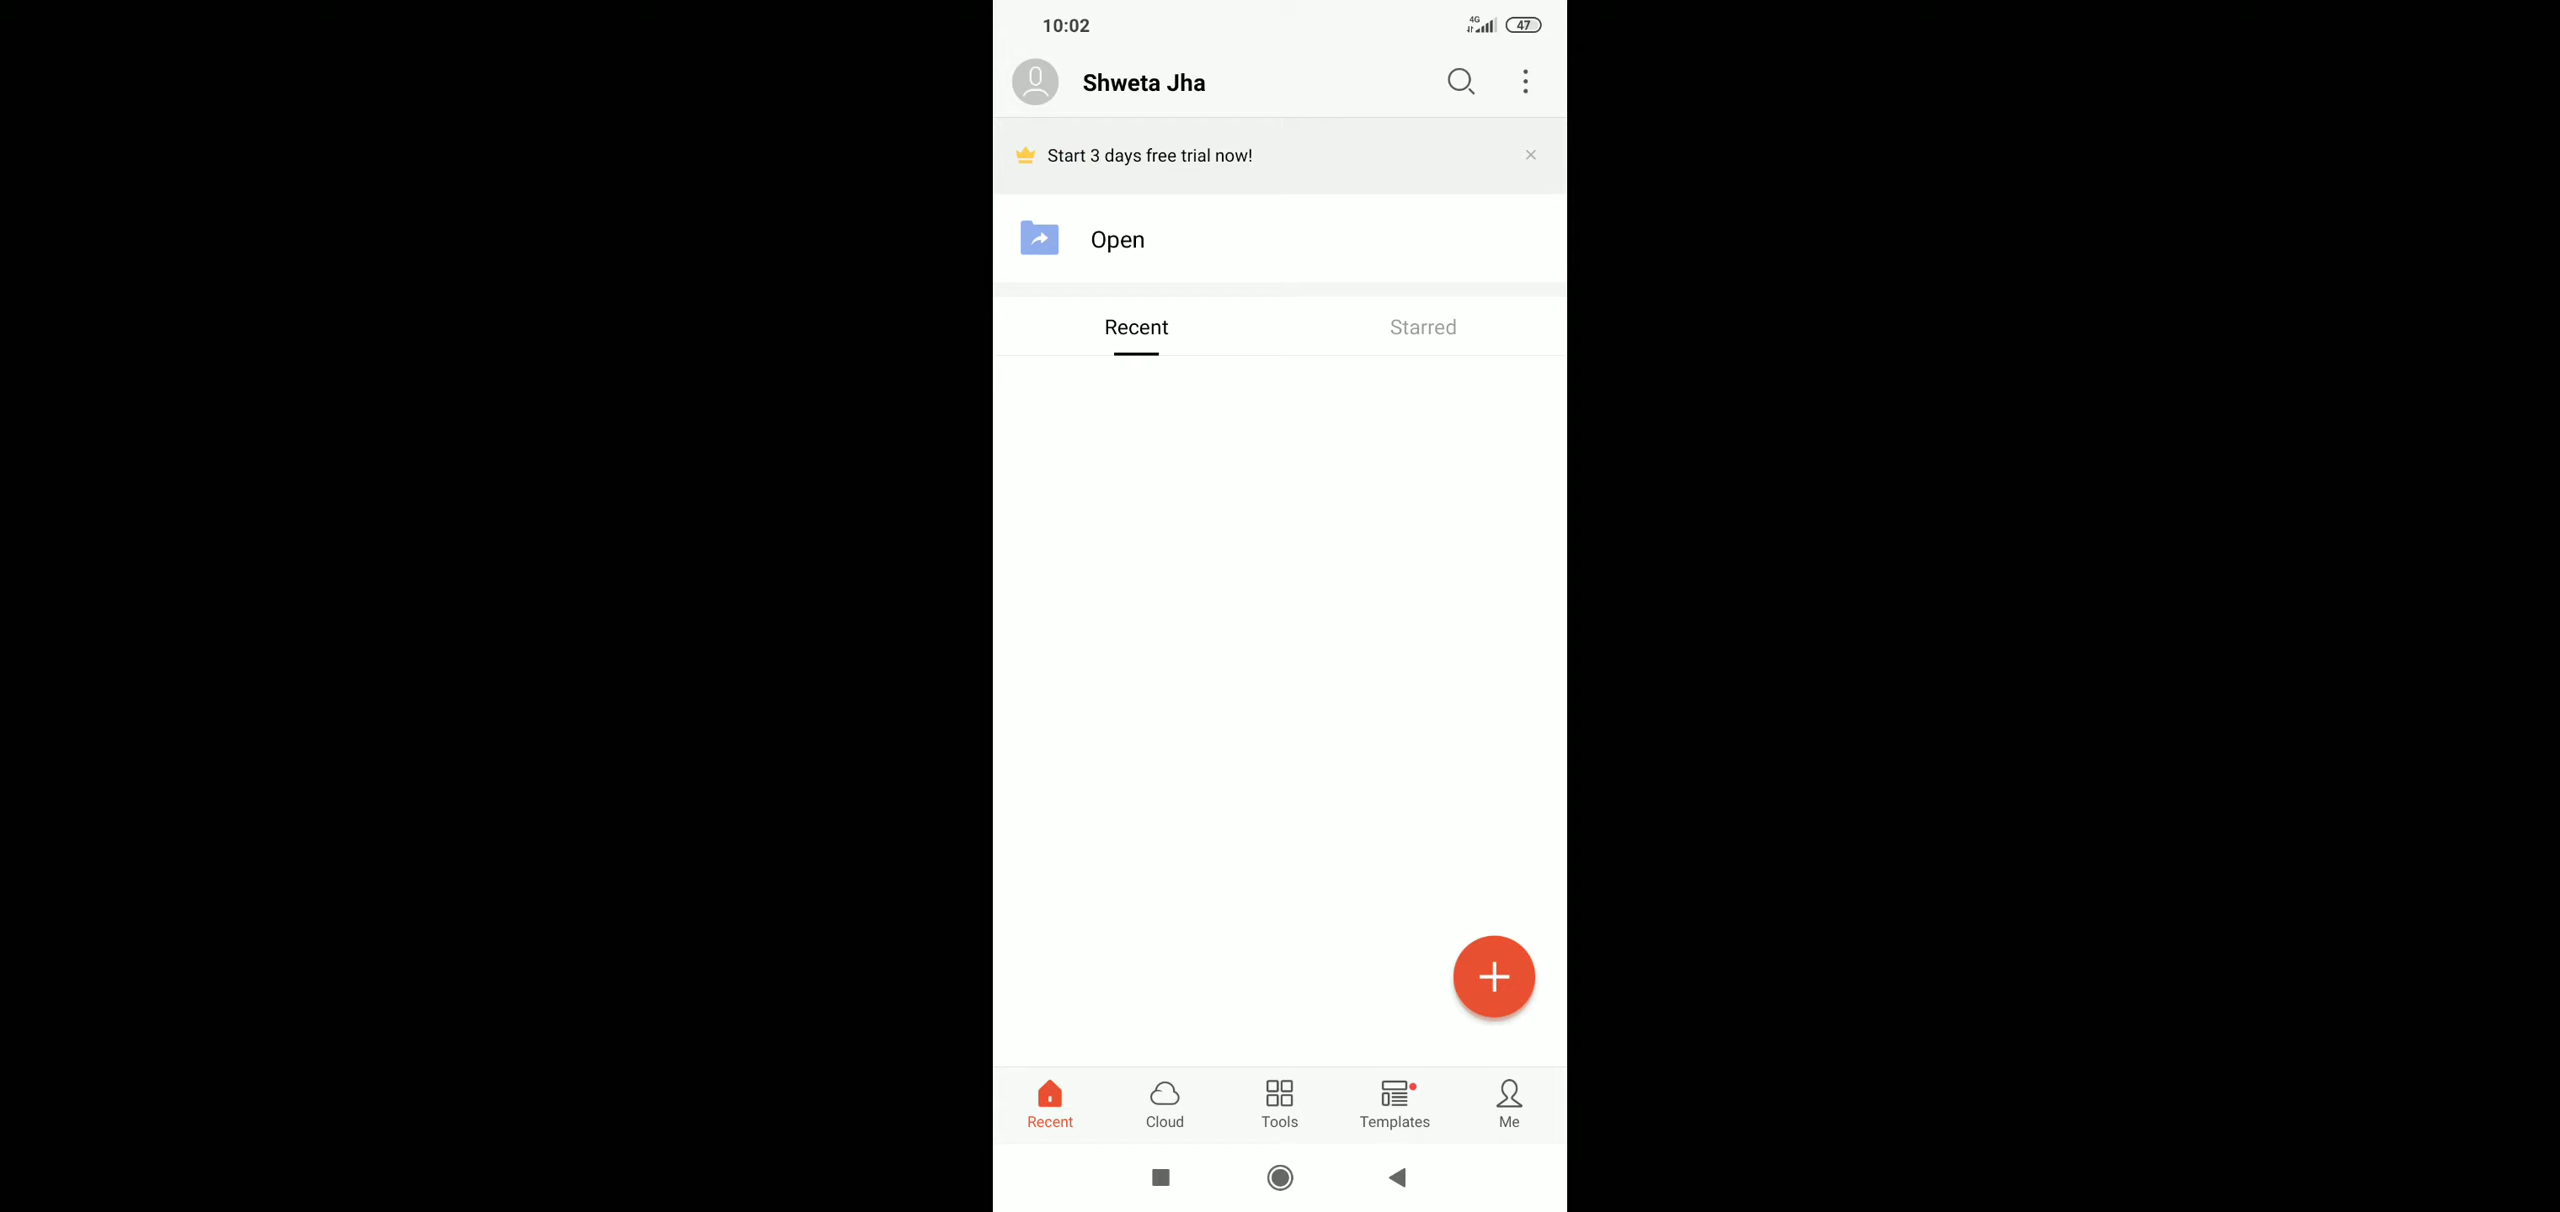 10:02
4G
47
Shweta Jha
Start 3 days free trial now!
Open
Recent
Starred
Recent
Cloud
Tools
Templates
Me